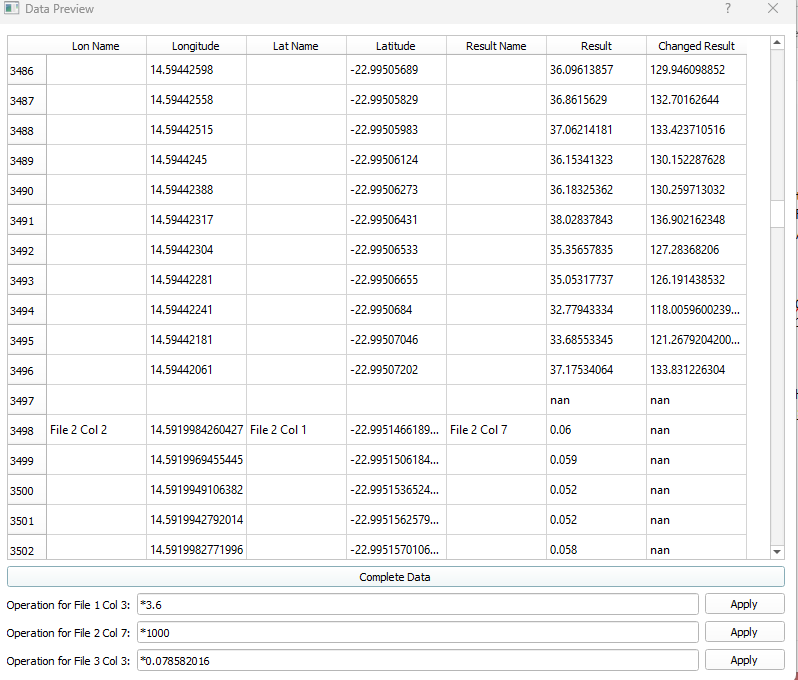 Data Preview
? 
Lon Name Longitude Lat Name Latitude Result Name Result Changed Result
3486 14.59442598 -22.99505689 36.09613857 129.946098852
3487 14.59442558 -22.99505829 36.8615629 132.70162644
3488 14.59442515 -22.99505983 37.06214181 133.423710516
3489 14.5944245 -22.99506124 36.15341323 130.152287628
3490 14.59442388 -22.99506273 36.18325362 130.259713032
3491 14.59442317 -22.99506431 38.02837843 136.902162348
3492 14.59442304 -22.99506533 35.35657835 127.28368206
3493 14.59442281 -22.99506655 35.05317737 126.191438532
3494 14.59442241 -22.9950684 32.77943334 118.0059600239...
3495 14.59442181 -22.99507046 33.68553345 121.2679204200...
3496 14.59442061 -22.99507202 37.17534064 133.831226304
3497 nan nan
3498 File 2 Col 2 14.5919984260427 File 2 Col 1 -22.9951466189... File 2 Col 7 0.06 nan
3499 14.5919969455445 -22.9951506184... 0.059 nan
3500 14.5919949106382 -22.9951536524... 0.052 nan
3501 14.5919942792014 -22.9951562579... 0.052 nan
3502 14.5919982771996 -22.9951570106... 0.058 nan
Complete Data
Operation for File 1 Col 3: *3.6 Apply
Operation for File 2 Col 7: *1000 Apply
Operation for File 3 Col 3: *0.078582016 Apply